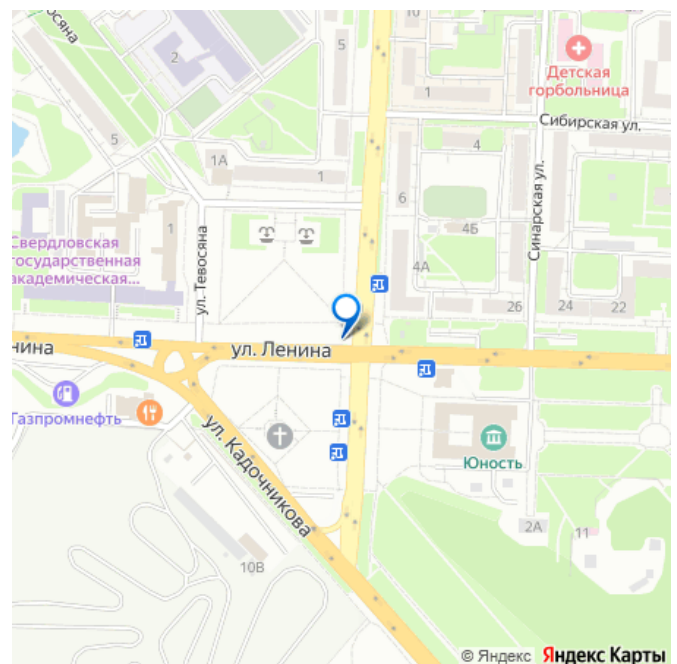 осяна
2
5
5
1А
1
1
Детская
горбольница
Сибирская ул.
1
4
6
4Б
4А
26
24
22
Синарская ул.
Свердловская
государственная
академическая...
ул. Тевосяна
нина
ул. Ленина
Газпромнефть
ул. Кадочникова
Юность
2А
11
10В
© Яндекс Яндекс Карты